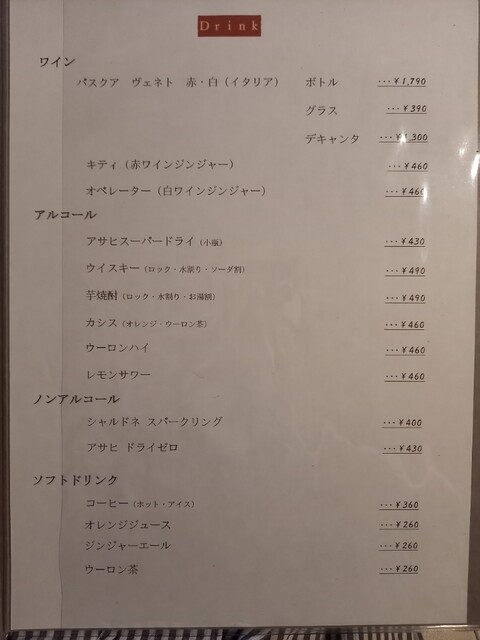 Drink
ワイン
パスクア ヴェネト 赤・白（イタリア） ボトル …¥1,790
グラス …¥390
デキャンタ …¥1,300
キティ（赤ワインジンジャー） …¥460
オペレーター（白ワインジンジャー） …¥460
アルコール
アサヒスーパードライ（小瓶） …¥430
ウイスキー（ロック・水割り・ソーダ割） …¥490
芋焼酎（ロック・水割り・お湯割） …¥490
カシス（オレンジ・ウーロン茶） …¥460
ウーロンハイ …¥460
レモンサワー …¥460
ノンアルコール
シャルドネ スパークリング …¥400
アサヒ ドライゼロ …¥430
ソフトドリンク
コーヒー（ホット・アイス） …¥360
オレンジジュース …¥260
ジンジャーエール …¥260
ウーロン茶 …¥260